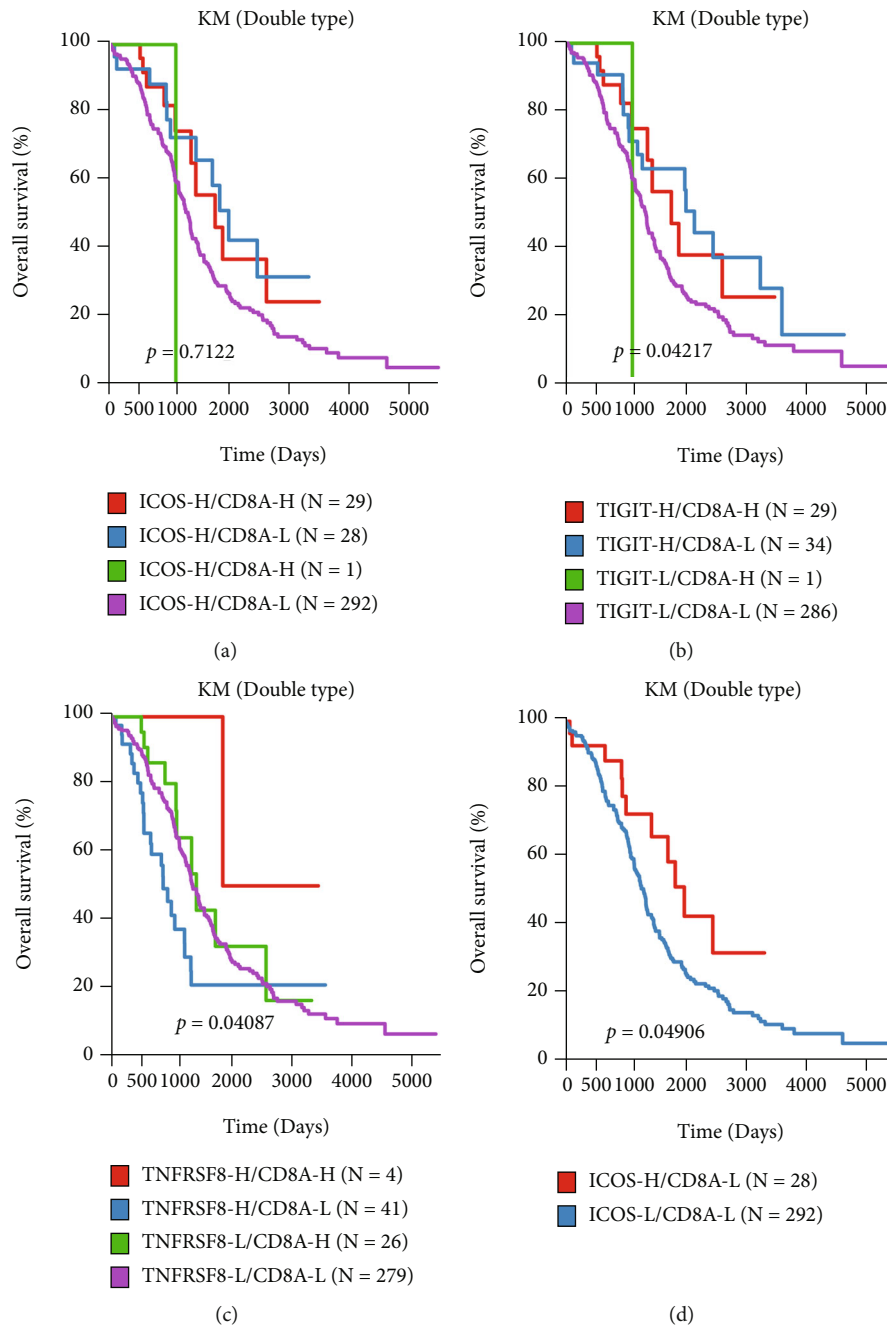 KM (Double type)
100
80
60
40
20
0
Overall survival (%)
p = 0.7122
0 500 1000 2000 3000 4000 5000
Time (Days)
ICOS-H/CD8A-H (N = 29)
ICOS-H/CD8A-L (N = 28)
ICOS-H/CD8A-H (N = 1)
ICOS-H/CD8A-L (N = 292)
(a)
KM (Double type)
100
80
60
40
20
0
Overall survival (%)
p = 0.04217
0 500 1000 2000 3000 4000 5000
Time (Days)
TIGIT-H/CD8A-H (N = 29)
TIGIT-H/CD8A-L (N = 34)
TIGIT-L/CD8A-H (N = 1)
TIGIT-L/CD8A-L (N = 286)
(b)
KM (Double type)
100
80
60
40
20
0
Overall survival (%)
p = 0.04087
0 500 1000 2000 3000 4000 5000
Time (Days)
TNFRSF8-H/CD8A-H (N = 4)
TNFRSF8-H/CD8A-L (N = 41)
TNFRSF8-L/CD8A-H (N = 26)
TNFRSF8-L/CD8A-L (N = 279)
(c)
KM (Double type)
100
80
60
40
20
0
Overall survival (%)
p = 0.04906
0 500 1000 2000 3000 4000 5000
Time (Days)
ICOS-H/CD8A-L (N = 28)
ICOS-L/CD8A-L (N = 292)
(d)